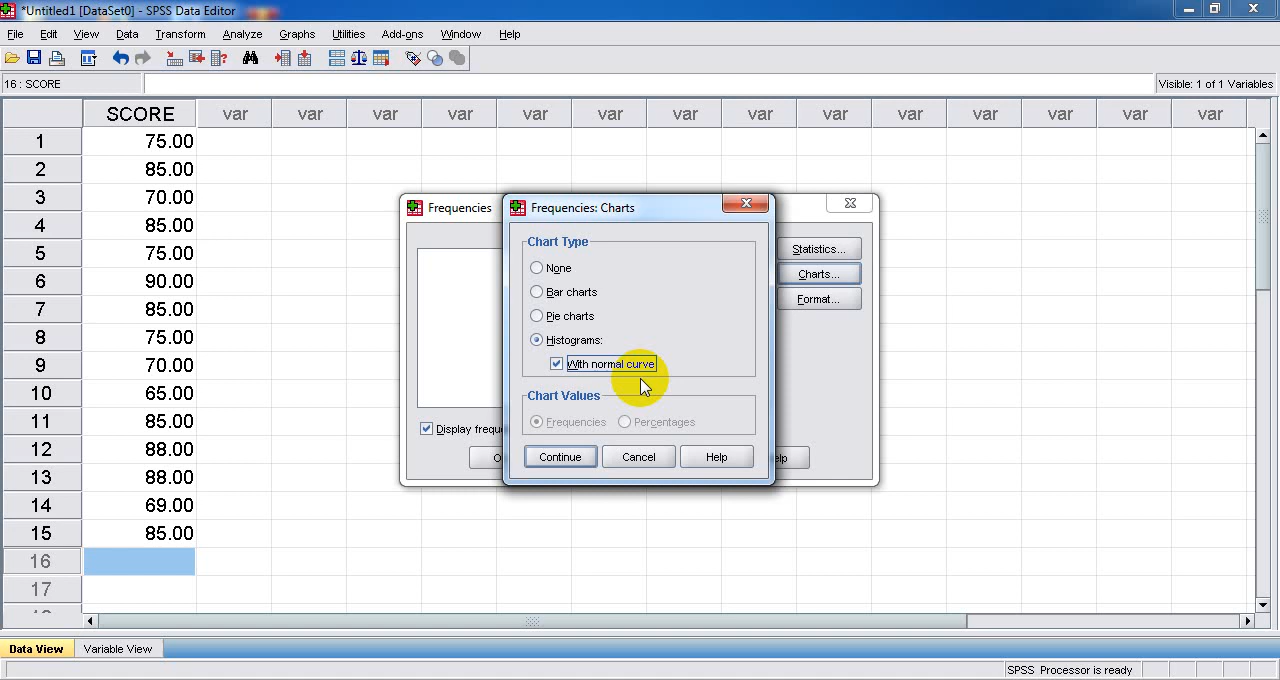 *Untitled1 [DataSet0] - SPSS Data Editor
File Edit View Data Transform Analyze Graphs Utilities Add-ons Window Help
16 : SCORE
Visible: 1 of 1 Variables
SCORE var var var var var var var var var var var var var var
1 75.00
2 85.00
3 70.00
4 85.00
5 75.00
6 90.00
7 85.00
8 75.00
9 70.00
10 65.00
11 85.00
12 88.00
13 88.00
14 69.00
15 85.00
16
17
Frequencies
Statistics...
Charts...
Format...
Display frequ
Frequencies: Charts
Chart Type
None
Bar charts
Pie charts
Histograms:
With normal curve
Chart Values
Frequencies Percentages
Continue Cancel Help
Data View Variable View
SPSS Processor is ready